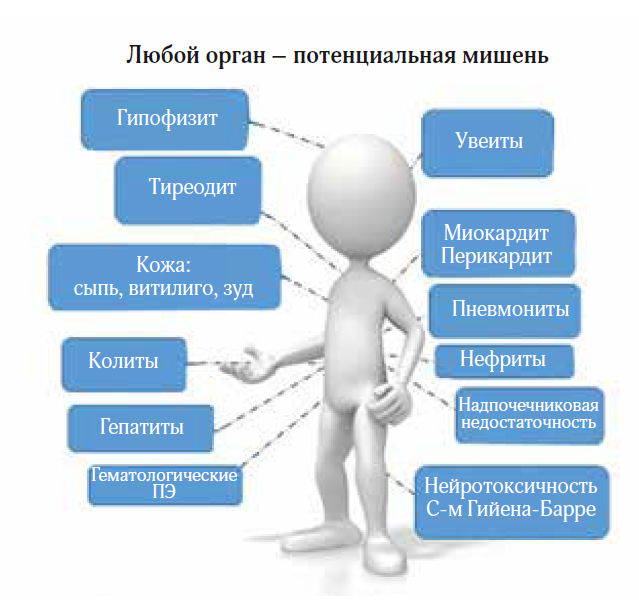 Любой орган – потенциальная мишень
Гипофизит
Увеиты
Тиреодит
Миокардит
Перикардит
Кожа:
сыпь, витилиго, зуд
Пневмониты
Колиты
Нефриты
Гепатиты
Надпочечниковая
недостаточность
Тематологические
ПЭ
Нейротоксичность
С-м Гийена-Барре